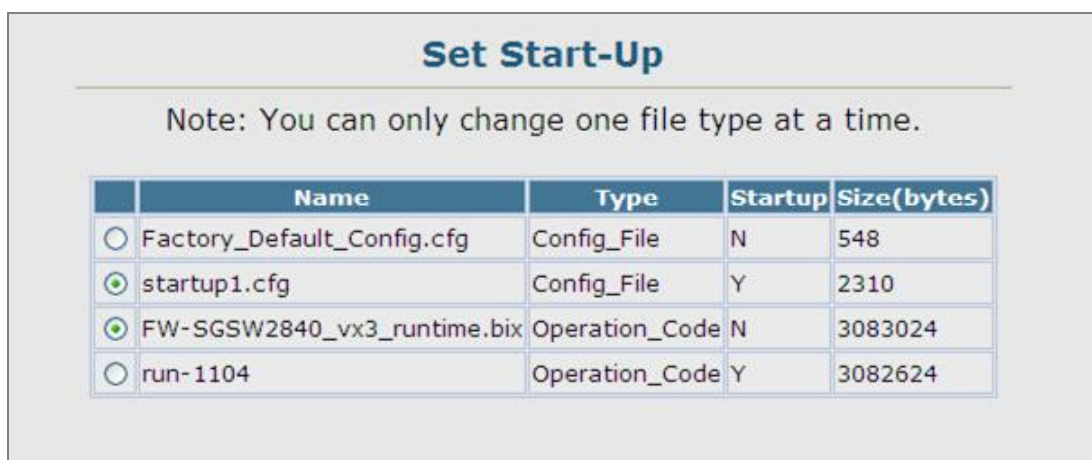 Set Start-Up
Note: You can only change one file type at a time.
Name Type Startup Size(bytes)
Factory_Default_Config.cfg Config_File N 548
startup1.cfg Config_File Y 2310
FW-SGSW2840_vx3_runtime.bix Operation_Code N 3083024
run-1104 Operation_Code Y 3082624